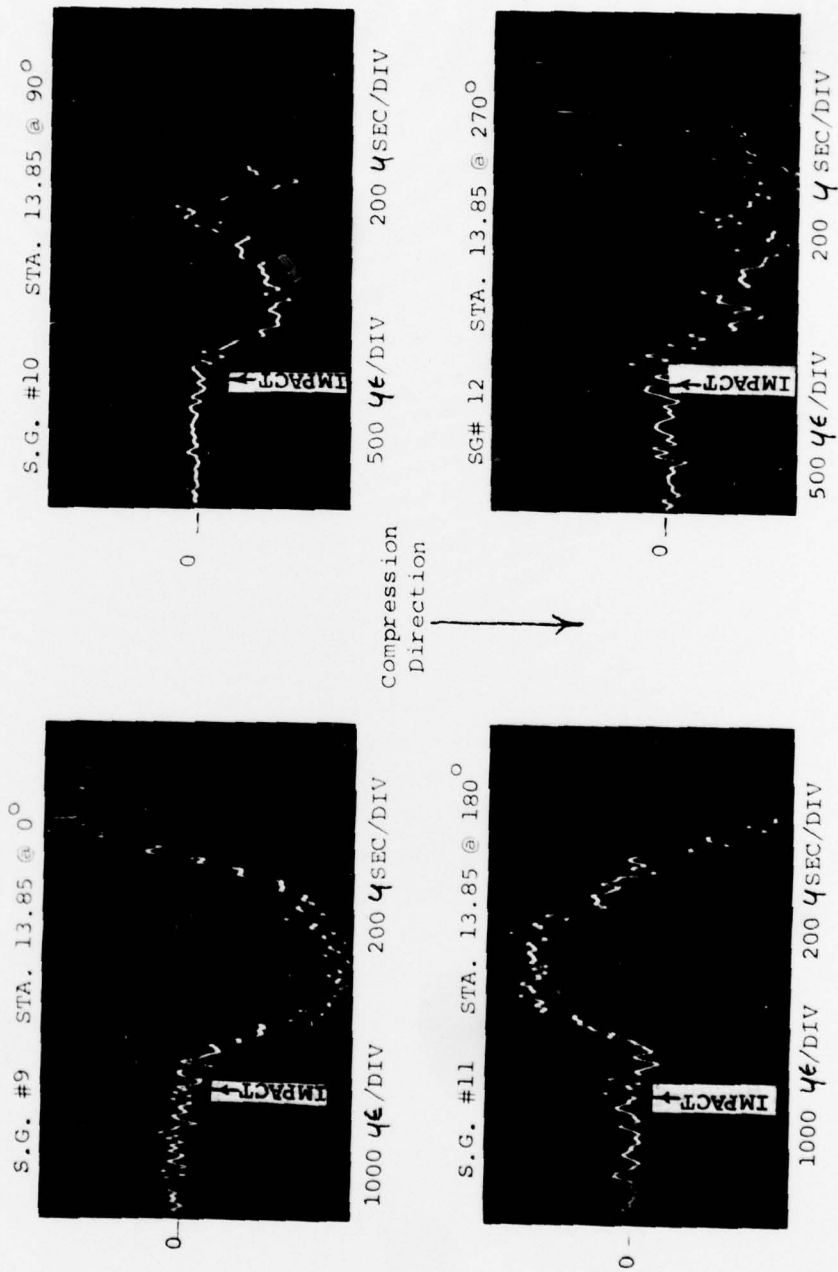 S.G. #9 STA. 13.85 @ 0°
0
IMPACT
1000 με/DIV 200 μSEC/DIV
S.G. #10 STA. 13.85 @ 90°
0
IMPACT
500 με/DIV 200 μSEC/DIV
Compression
Direction
S.G. #11 STA. 13.85 @ 180°
0
IMPACT
1000 με/DIV 200 μSEC/DIV
SG# 12 STA. 13.85 @ 270°
0
IMPACT
500 με/DIV 200 μSEC/DIV